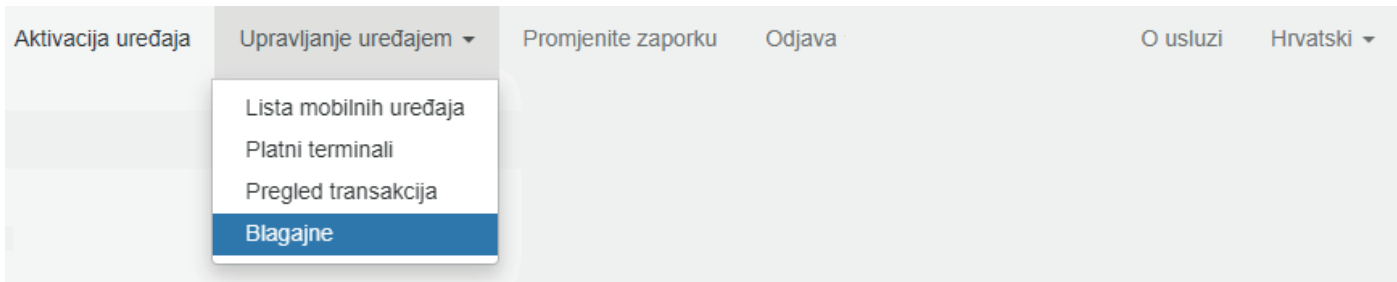 Aktivacija uređaja Upravljanje uređajem Promjenite zaporku Odjava O usluzi Hrvatski
Lista mobilnih uređaja
Platni terminali
Pregled transakcija
Blagajne